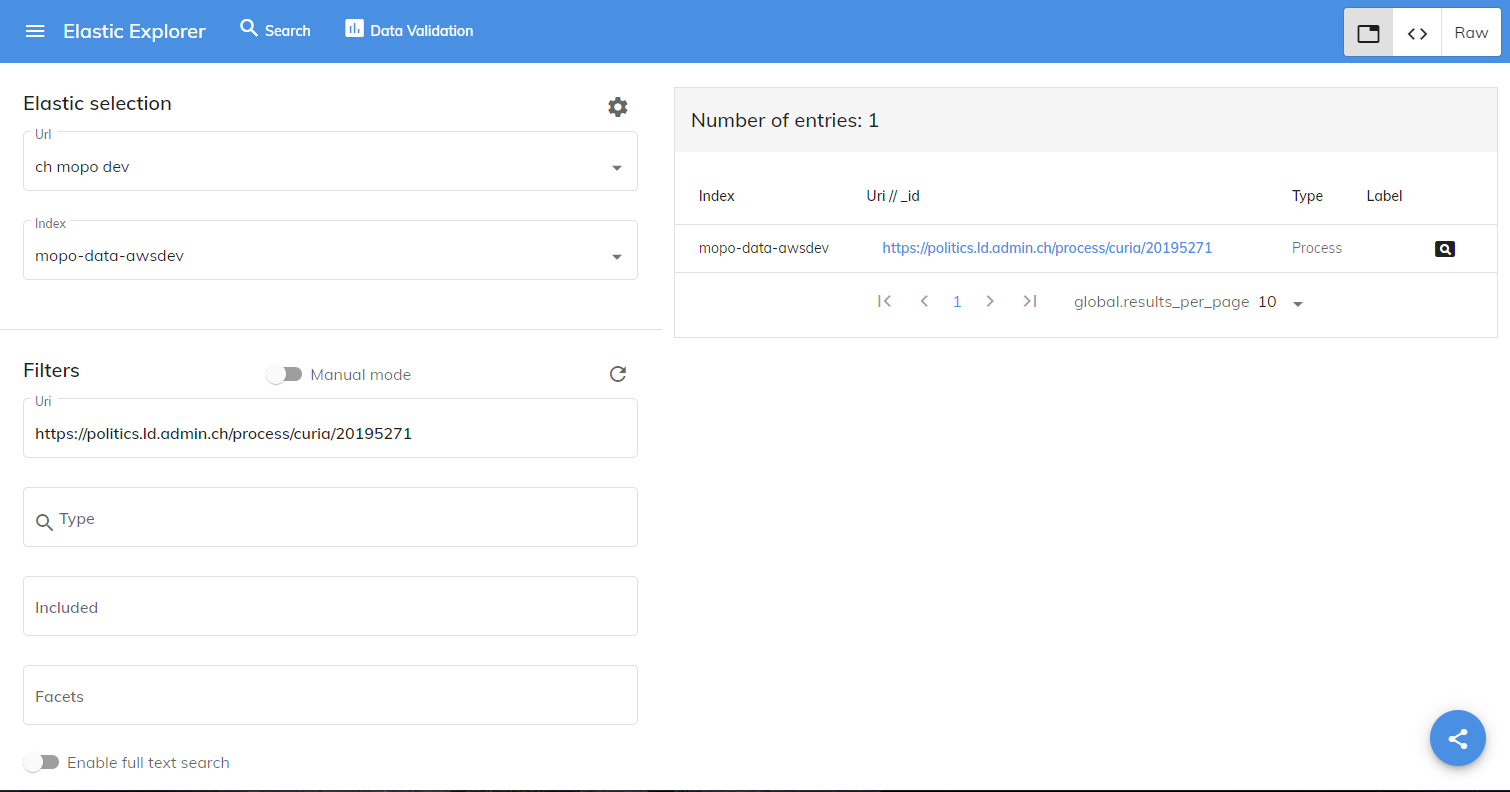 Elastic Explorer
Search
Data Validation
Raw
Elastic selection
Url
ch mopo dev
Index
mopo-data-awsdev
Filters
Manual mode
Uri
https://politics.ld.admin.ch/process/curia/20195271
Type
Included
Facets
Enable full text search
Number of entries: 1
Index Uri // _id Type Label
mopo-data-awsdev https://politics.ld.admin.ch/process/curia/20195271 Process
1 global.results_per_page 10